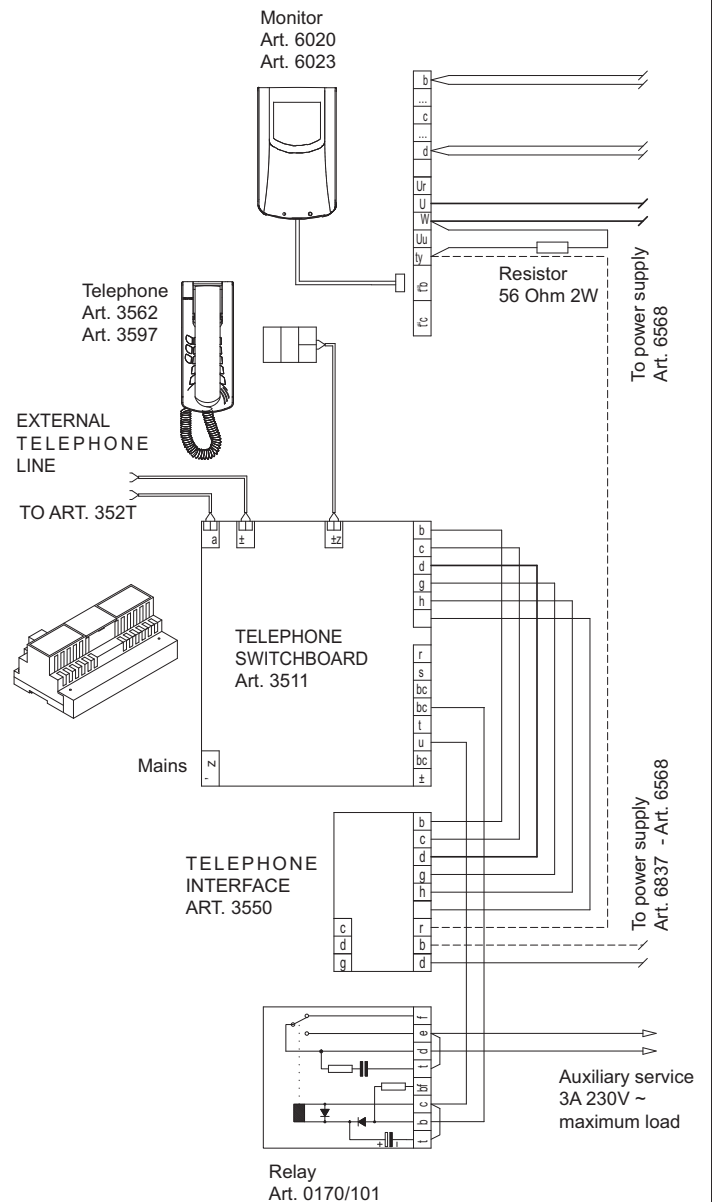 Monitor
Art. 6020
Art. 6023
b
...
c
...
d
Ur
U
W
Uu
ty
f'b
f'c
Resistor
56 Ohm 2W
To power supply
Art. 6568
Telephone
Art. 3562
Art. 3597
EXTERNAL
TELEPHONE
LINE
TO ART. 352T
a
±
±z
b
c
d
g
h
r
s
bc
bc
t
u
bc
±
TELEPHONE
SWITCHBOARD
Art. 3511
Mains
N
TELEPHONE
INTERFACE
ART. 3550
b
c
d
g
h
r
b
d
c
d
g
To power supply
Art. 6837 - Art. 6568
f
e
d
t
bf
c
b
t
+
Auxiliary service
3A 230V ~
maximum load
Relay
Art. 0170/101